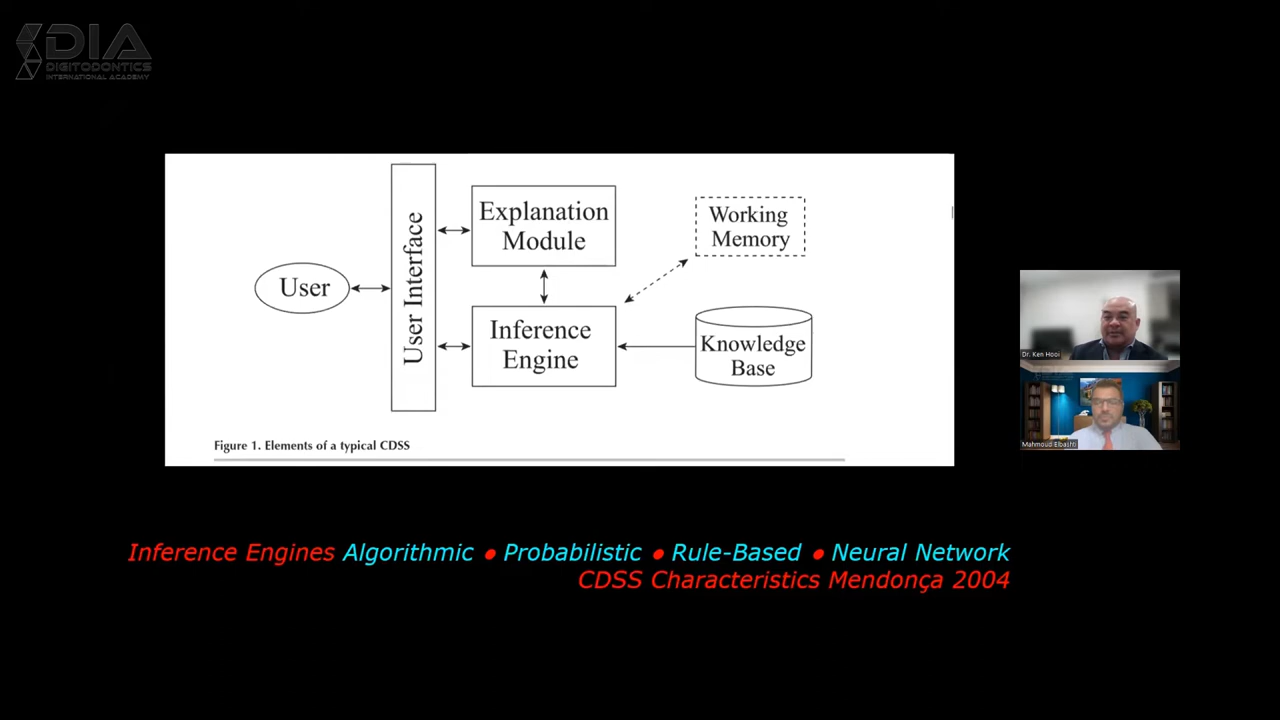 DIA
DIGITODONTICS
INTERNATIONAL ACADEMY
User
User Interface
Explanation
Module
Inference
Engine
Working
Memory
Knowledge
Base
Figure 1. Elements of a typical CDSS
Dr. Ken Hooi
Mahmoud Elbashti
Inference Engines Algorithmic ● Probabilistic ● Rule-Based ● Neural Network
CDSS Characteristics Mendonça 2004